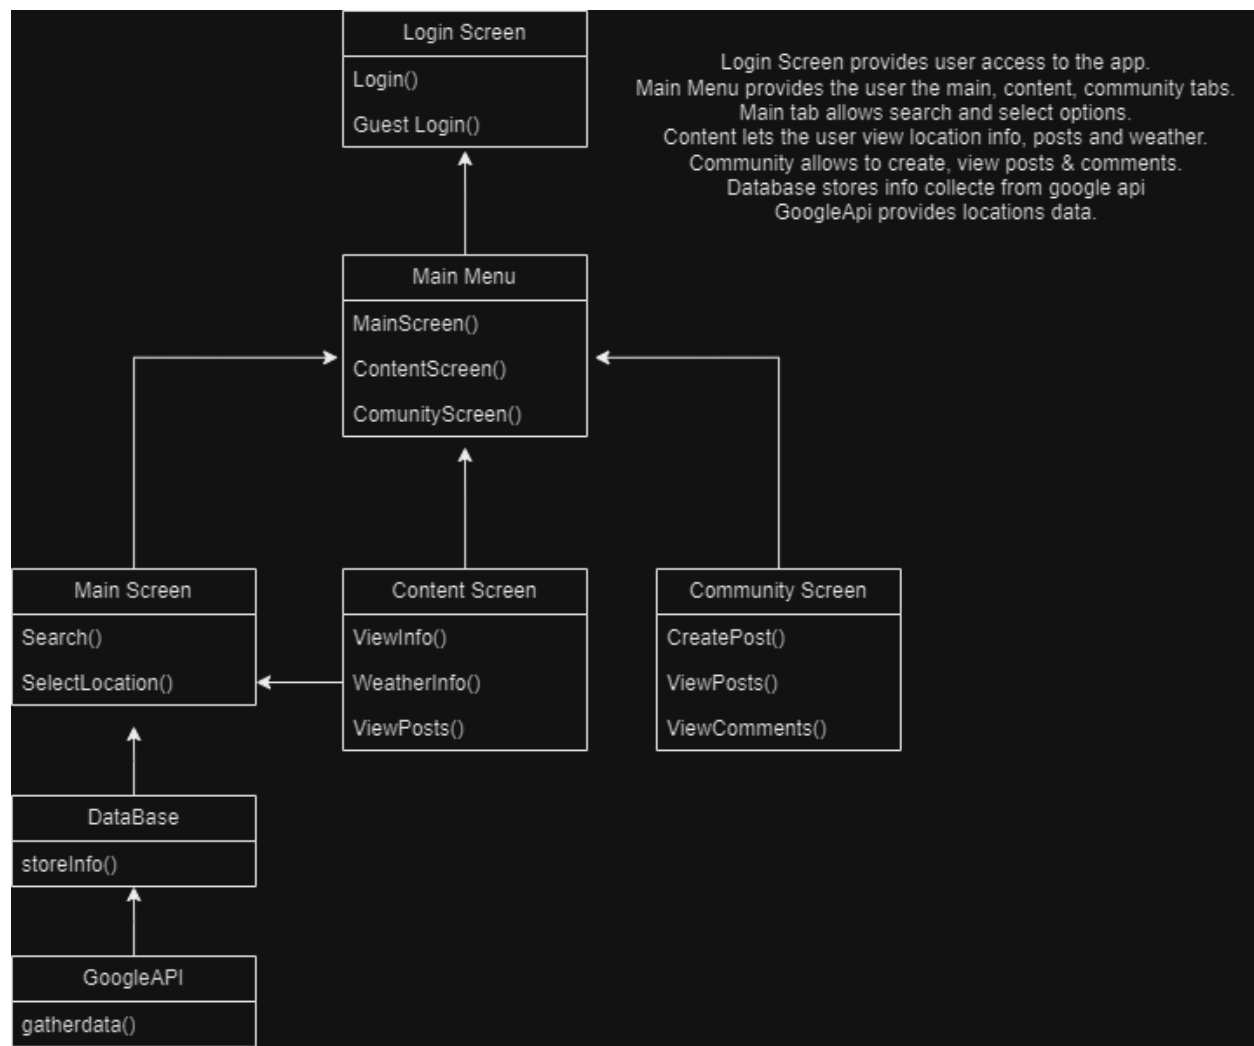 Login Screen
Login()
Guest Login()
Login Screen provides user access to the app.
Main Menu provides the user the main, content, community tabs.
Main tab allows search and select options.
Content lets the user view location info, posts and weather.
Community allows to create, view posts & comments.
Database stores info collecte from google api
GoogleApi provides locations data.
Main Menu
MainScreen()
ContentScreen()
ComunityScreen()
Main Screen
Search()
SelectLocation()
Content Screen
ViewInfo()
WeatherInfo()
ViewPosts()
Community Screen
CreatePost()
ViewPosts()
ViewComments()
DataBase
storeInfo()
GoogleAPI
gatherdata()